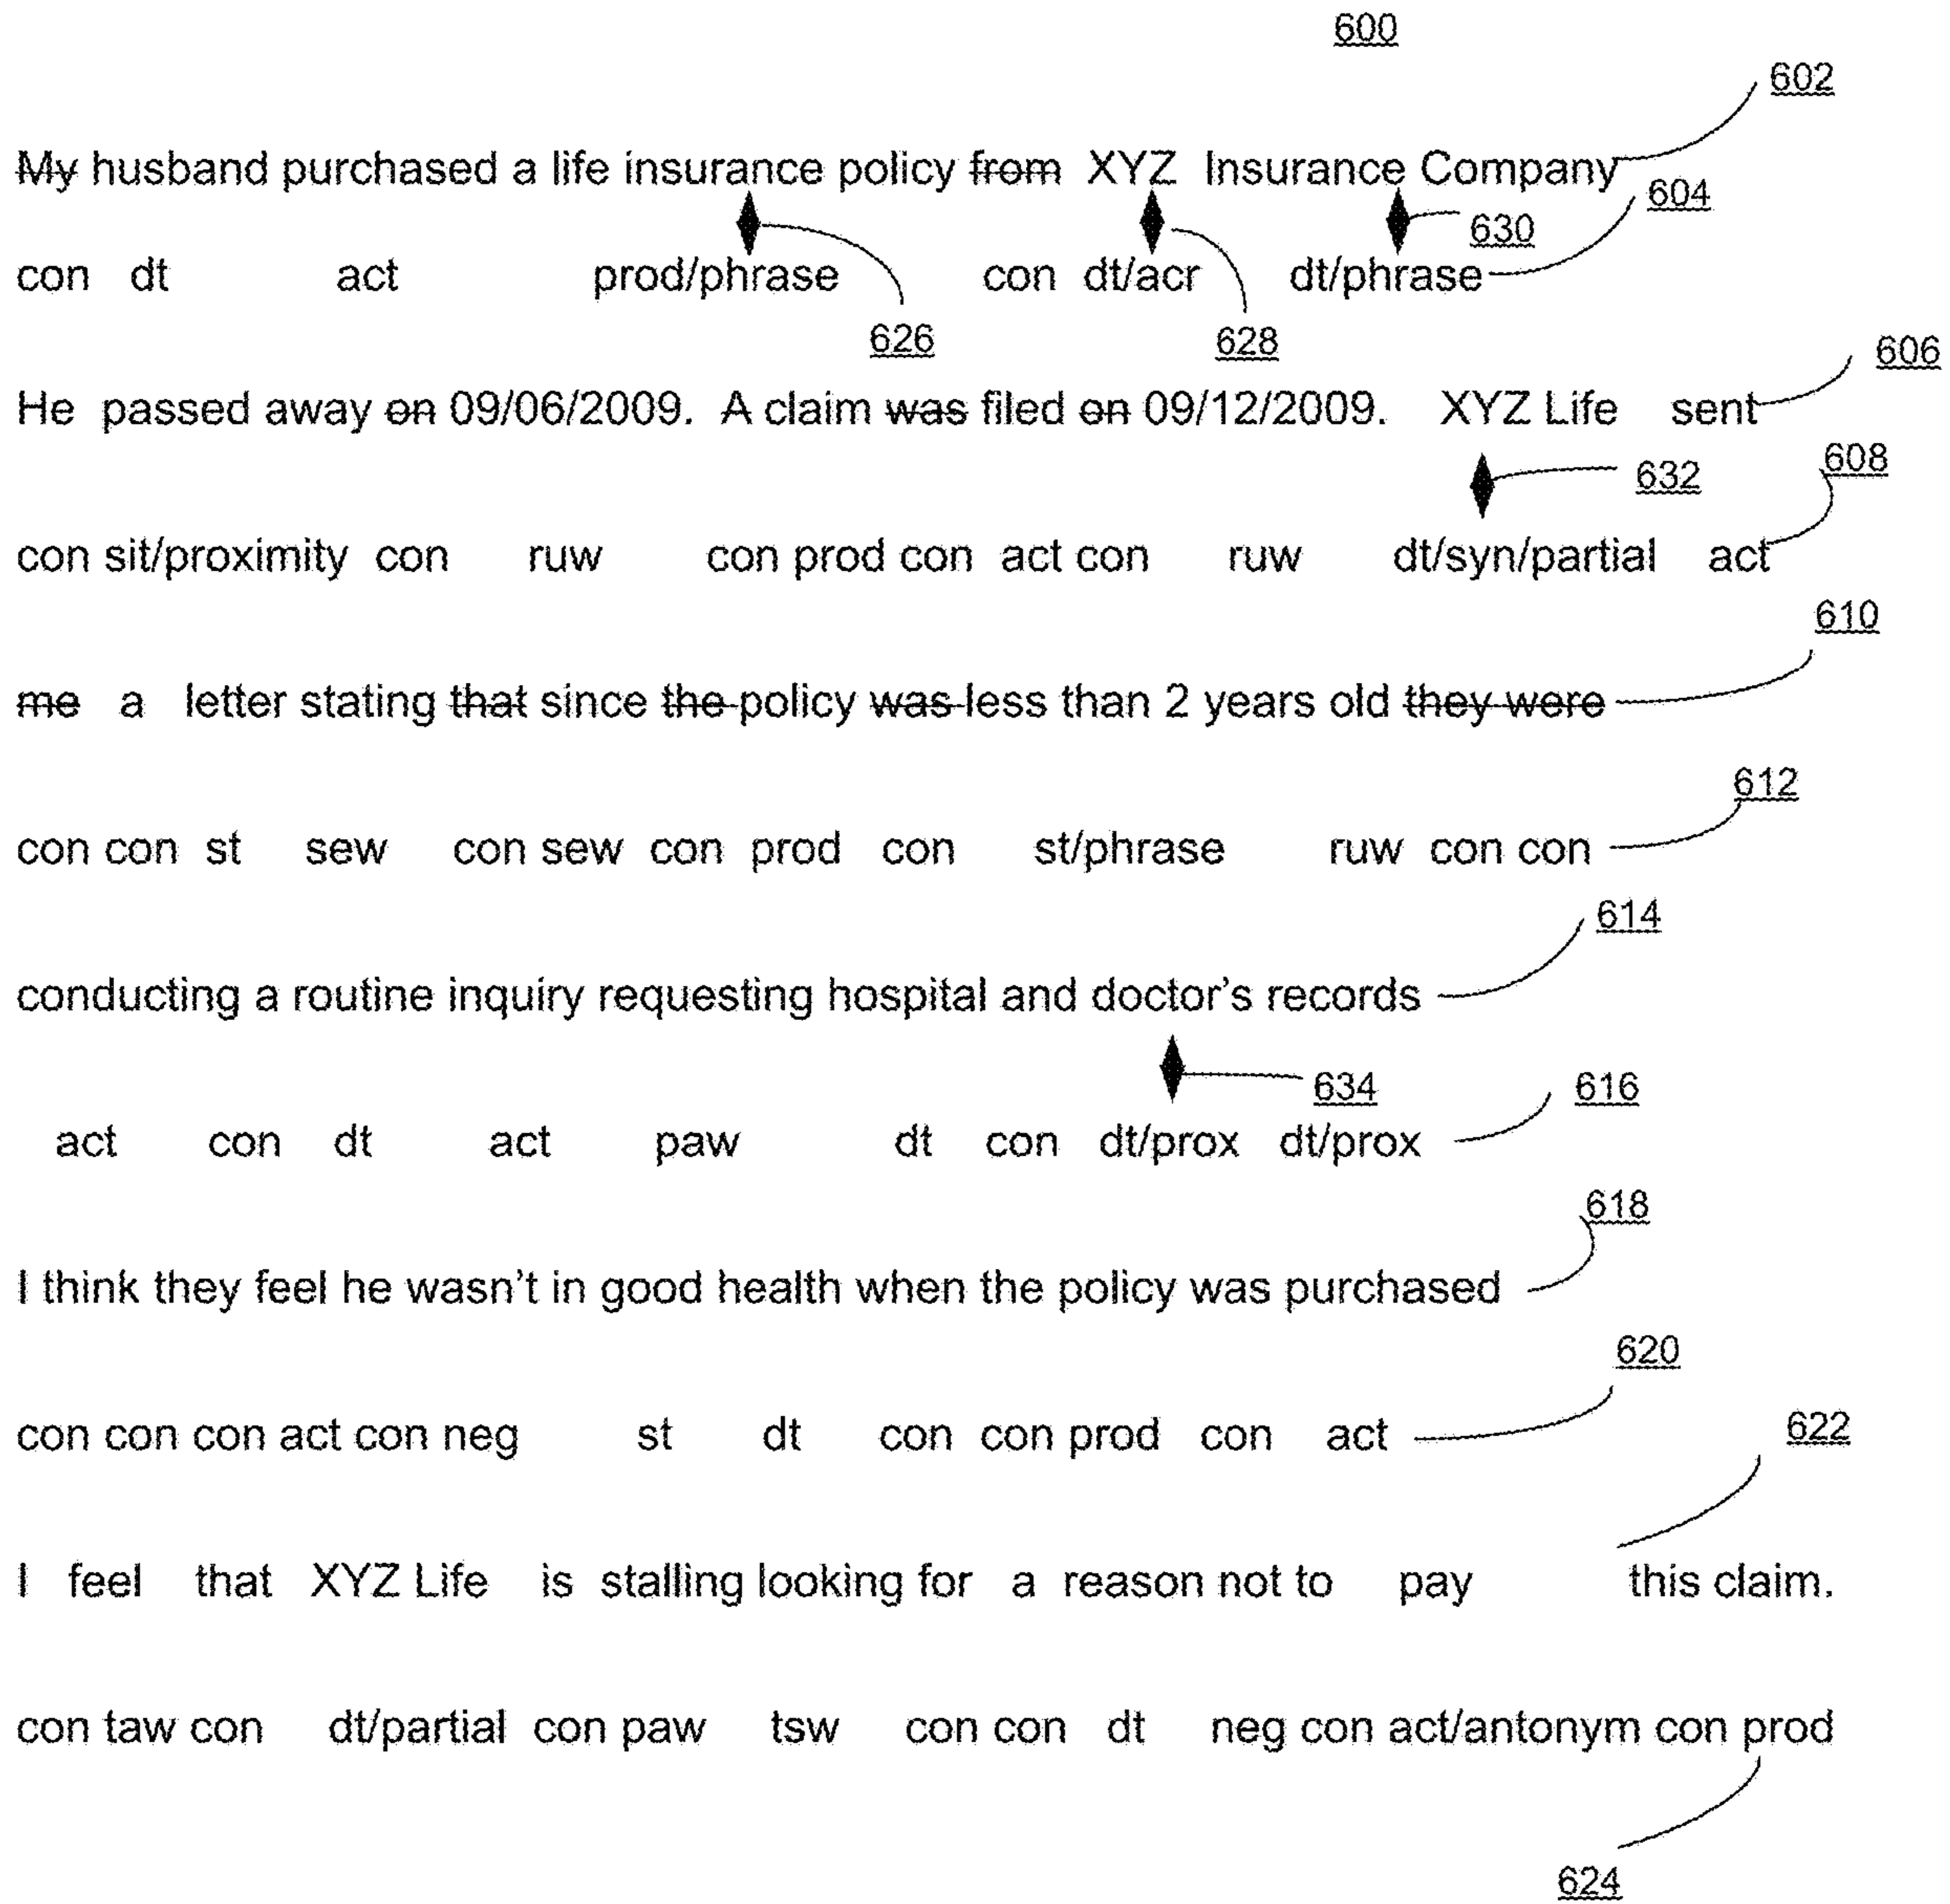 600
602
My husband purchased a life insurance policy from XYZ Insurance Company
604
630
con dt act prod/phrase con dt/acr dt/phrase
626 628
606
He passed away on 09/06/2009. A claim was filed on 09/12/2009. XYZ Life sent
608
632
con sit/proximity con ruw con prod con act con ruw dt/syn/partial act
610
me a letter stating that since the policy was less than 2 years old they were
612
con con st sew con sew con prod con st/phrase ruw con con
614
conducting a routine inquiry requesting hospital and doctor's records
634 616
act con dt act paw dt con dt/prox dt/prox
618
I think they feel he wasn't in good health when the policy was purchased
620
622
con con con act con neg st dt con con prod con act
I feel that XYZ Life is stalling looking for a reason not to pay this claim.
con taw con dt/partial con paw tsw con con dt neg con act/antonym con prod
624